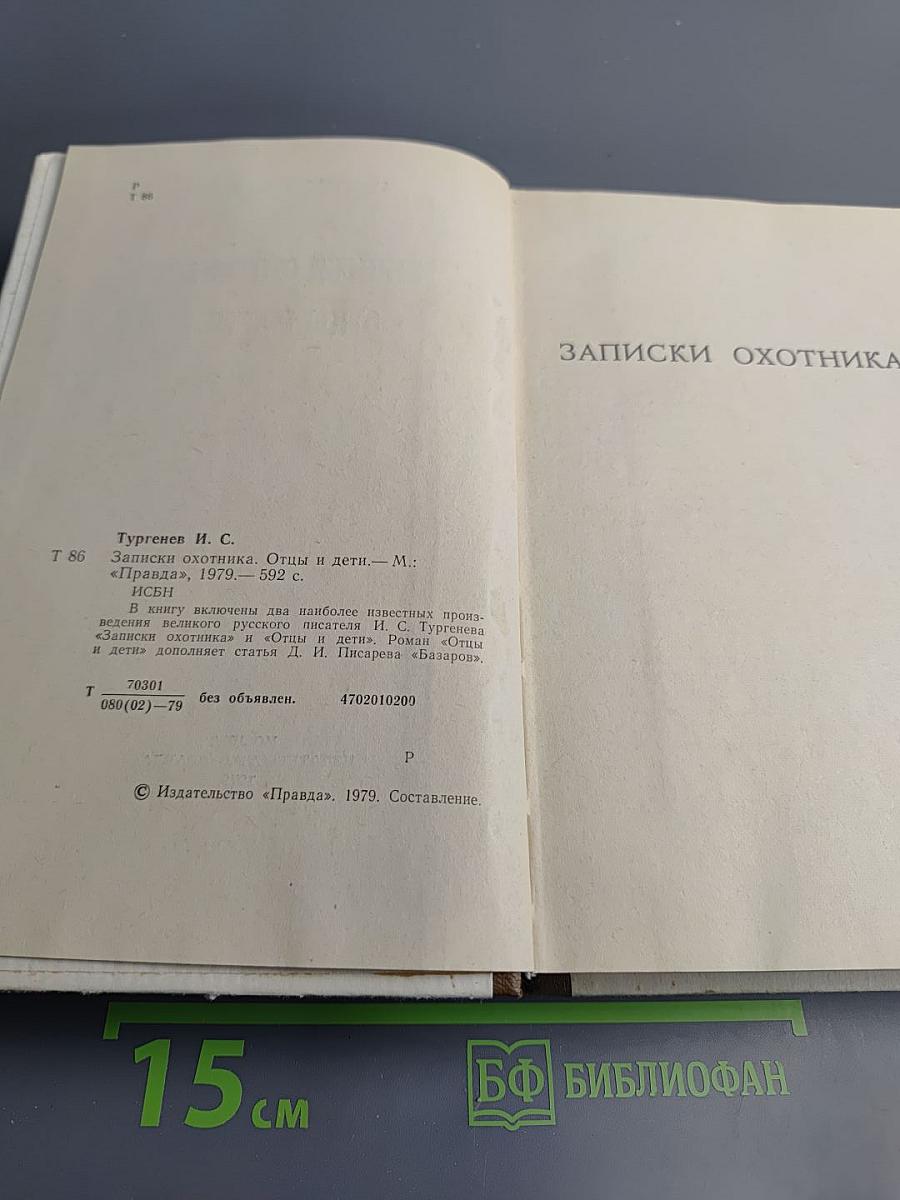 Р
Т 86
Тургенев И. С.
Т 86 Записки охотника. Отцы и дети.— М.:
«Правда», 1979.— 592 с.
ИСБН
В книгу включены два наиболее известных произ-
ведения великого русского писателя И. С. Тургенева
«Записки охотника» и «Отцы и дети». Роман «Отцы
и дети» дополняет статья Д. И. Писарева «Базаров».
Т 70301
080(02)—79 без объявлен. 4702010200
Р
© Издательство «Правда». 1979. Составление.
ЗАПИСКИ ОХОТНИКА
15 см
БФ БИБЛИОФАН